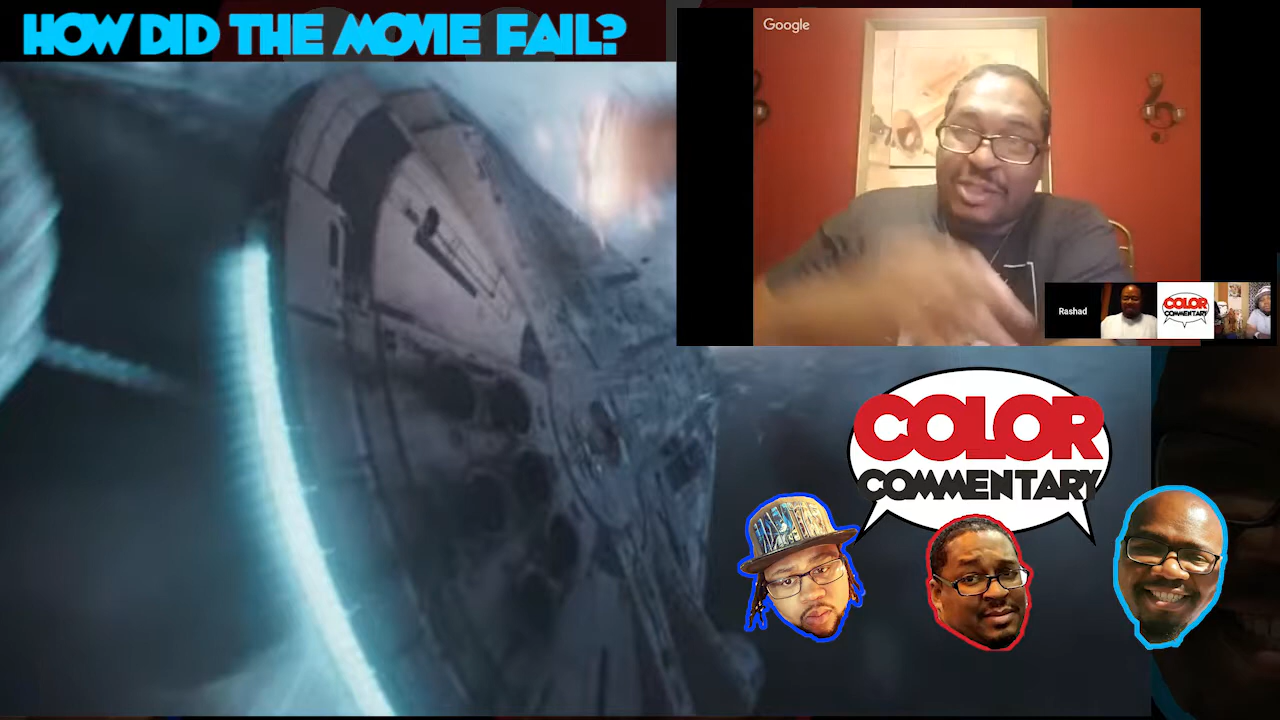 HOW DID THE MOVIE FAIL?
Google
Rashad
COLOR
COMMENTARY
COLOR
COMMENTARY